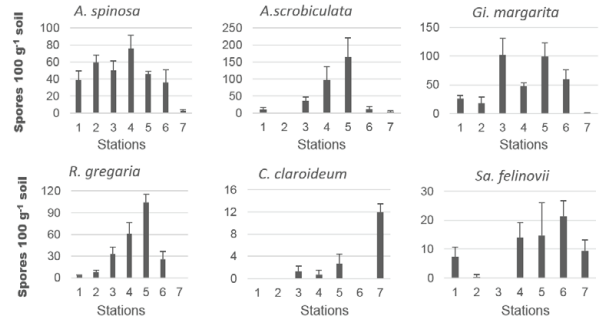 A. spinosa
Spores 100 g-1 soil
100
80
60
40
20
0
1 2 3 4 5 6 7
Stations
A.scrobiculata
250
200
150
100
50
0
1 2 3 4 5 6 7
Stations
Gi. margarita
150
100
50
0
1 2 3 4 5 6 7
Stations
R. gregaria
Spores 100 g-1 soil
120
90
60
30
0
1 2 3 4 5 6 7
Stations
C. claroideum
16
12
8
4
0
1 2 3 4 5 6 7
Stations
Sa. felinovii
30
20
10
0
1 2 3 4 5 6 7
Stations